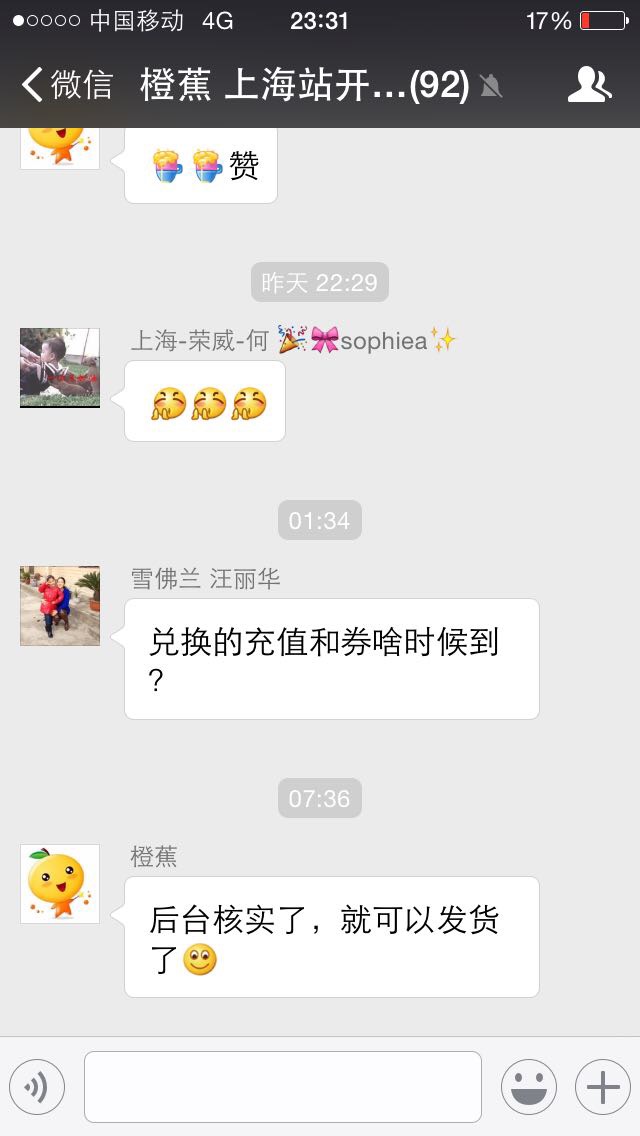 中国移动 4G 23:31 17%
微信 橙蕉 上海站开...(92)
赞
昨天 22:29
上海-荣威-何 sophiea
01:34
雪佛兰 汪丽华
兑换的充值和券啥时候到
?
07:36
橙蕉
后台核实了，就可以发货
了